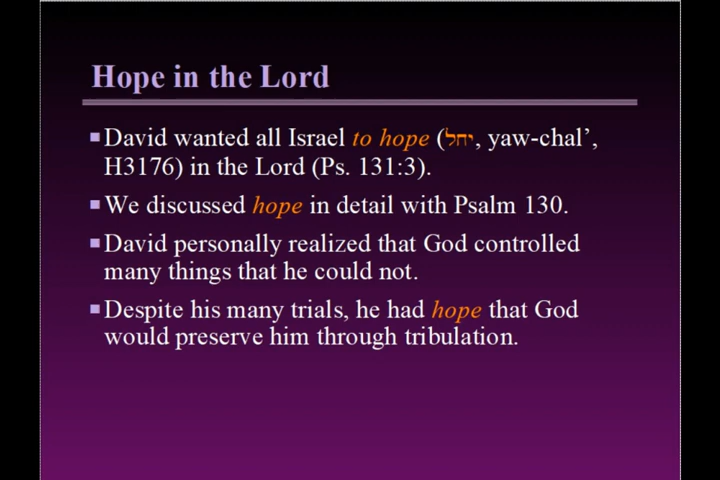 Hope in the Lord
David wanted all Israel to hope (יחל, yaw-chal’,
H3176) in the Lord (Ps. 131:3).
We discussed hope in detail with Psalm 130.
David personally realized that God controlled
many things that he could not.
Despite his many trials, he had hope that God
would preserve him through tribulation.